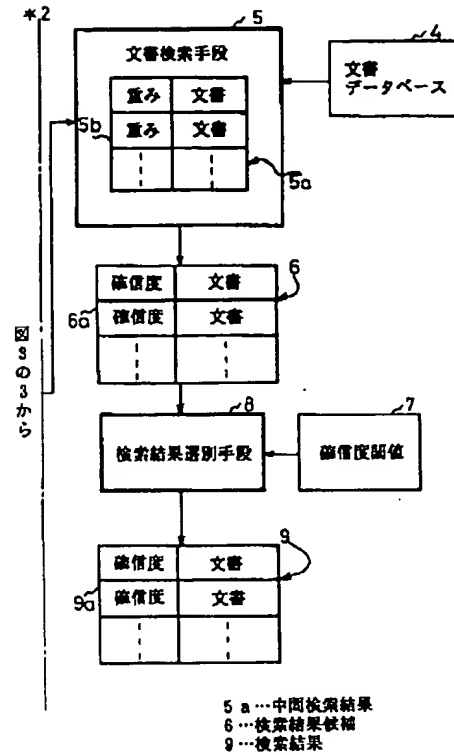 *2
5
文書検索手段
4
文書
データベース
重み 文書
5b
重み 文書
5a
確信度 文書
6
6a
確信度 文書
図3の3から
8
検索結果選別手段
7
確信度閾値
確信度 文書
9
9a
確信度 文書
5 a…中間検索結果
6…検索結果候補
9…検索結果